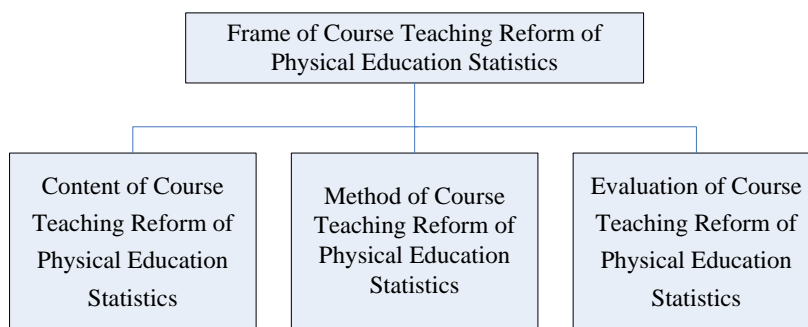 Frame of Course Teaching Reform of
Physical Education Statistics
Content of Course
Teaching Reform of
Physical Education
Statistics
Method of Course
Teaching Reform of
Physical Education
Statistics
Evaluation of Course
Teaching Reform of
Physical Education
Statistics